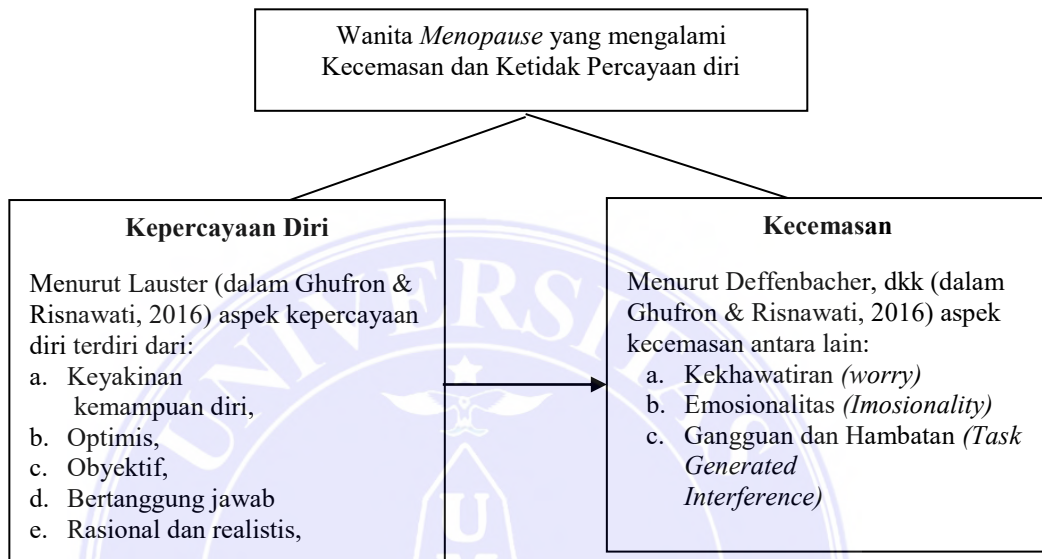 Wanita Menopause yang mengalami
Kecemasan dan Ketidak Percayaan diri
Kepercayaan Diri
Menurut Lauster (dalam Ghufron &
Risnawati, 2016) aspek kepercayaan
diri terdiri dari:
a. Keyakinan
kemampuan diri,
b. Optimis,
c. Obyektif,
d. Bertanggung jawab
e. Rasional dan realistis,
Kecemasan
Menurut Deffenbacher, dkk (dalam
Ghufron & Risnawati, 2016) aspek
kecemasan antara lain:
a. Kekhawatiran (worry)
b. Emosionalitas (Imosionality)
c. Gangguan dan Hambatan (Task
Generated
Interference)
UNIVERSITAS
U